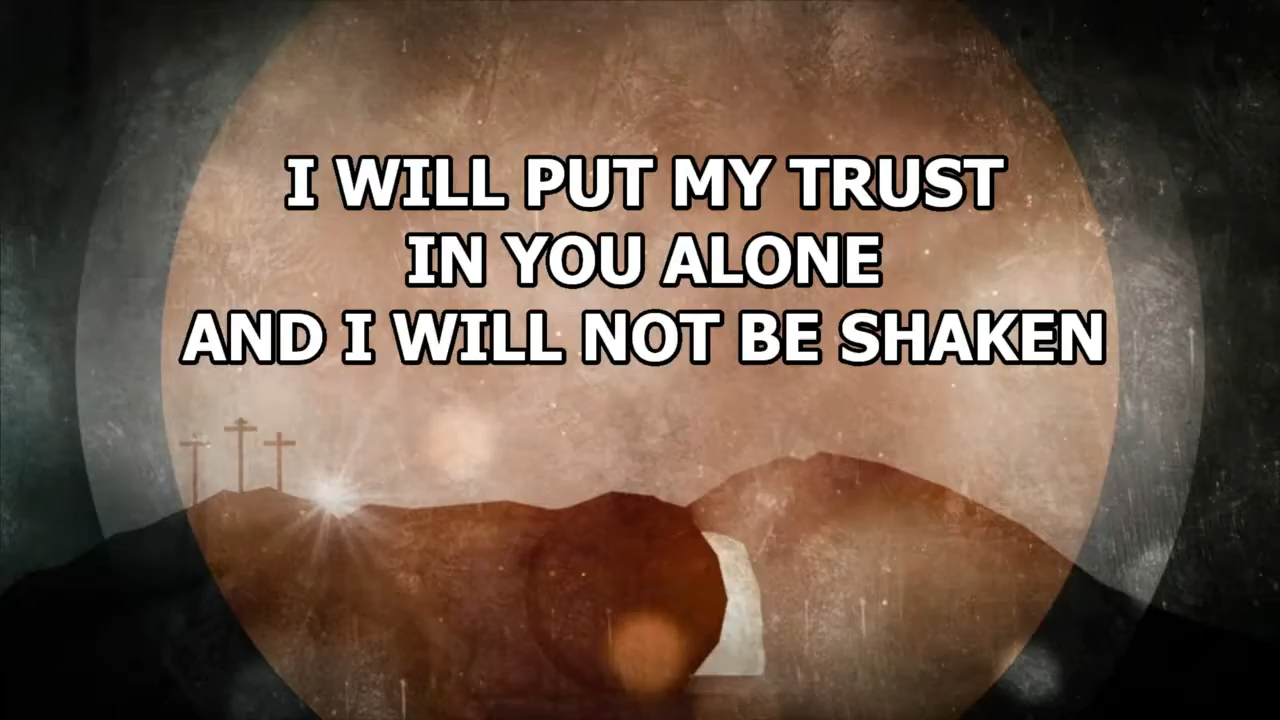 I WILL PUT MY TRUST
IN YOU ALONE
AND I WILL NOT BE SHAKEN